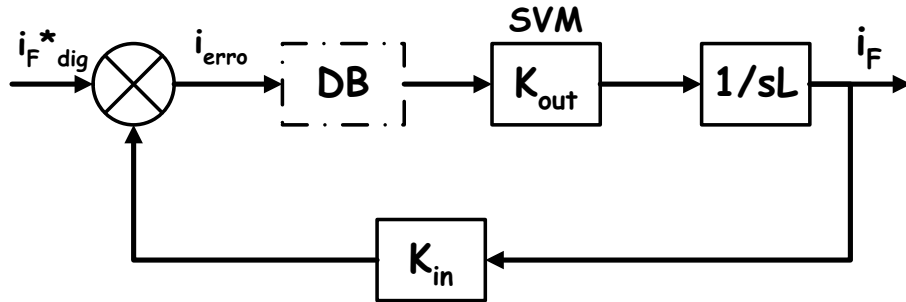 SVM
i_F*_dig
i_erro
DB
K_out
1/sL
i_F
K_in